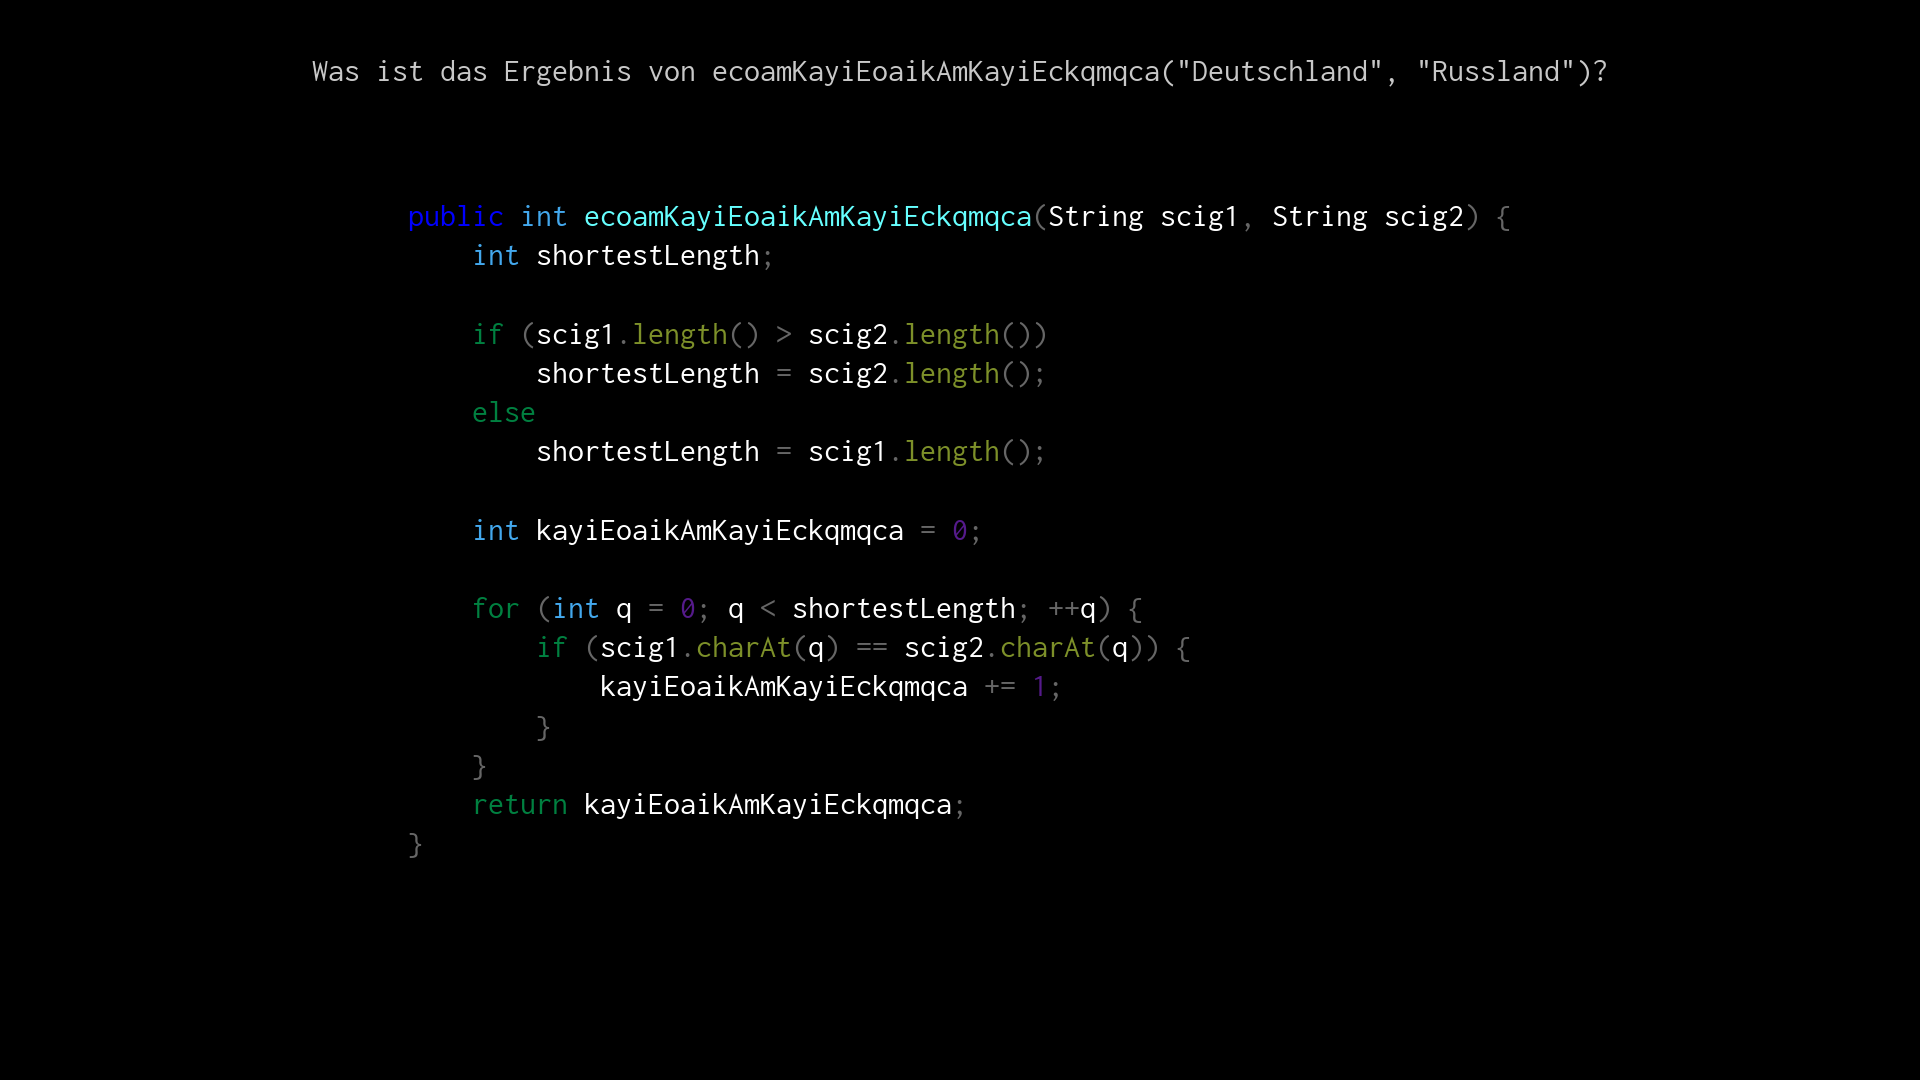 Was ist das Ergebnis von ecoamKayiEoaikAmKayiEckqmqca("Deutschland", "Russland")?
public int ecoamKayiEoaikAmKayiEckqmqca(String scig1, String scig2) {
    int shortestLength;

    if (scig1.length() > scig2.length())
        shortestLength = scig2.length();
    else
        shortestLength = scig1.length();

    int kayiEoaikAmKayiEckqmqca = 0;

    for (int q = 0; q < shortestLength; ++q) {
        if (scig1.charAt(q) == scig2.charAt(q)) {
            kayiEoaikAmKayiEckqmqca += 1;
        }
    }
    return kayiEoaikAmKayiEckqmqca;
}